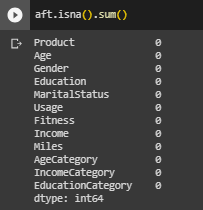 aft.isna().sum()
Product 0
Age 0
Gender 0
Education 0
MaritalStatus 0
Usage 0
Fitness 0
Income 0
Miles 0
AgeCategory 0
IncomeCategory 0
EducationCategory 0
dtype: int64